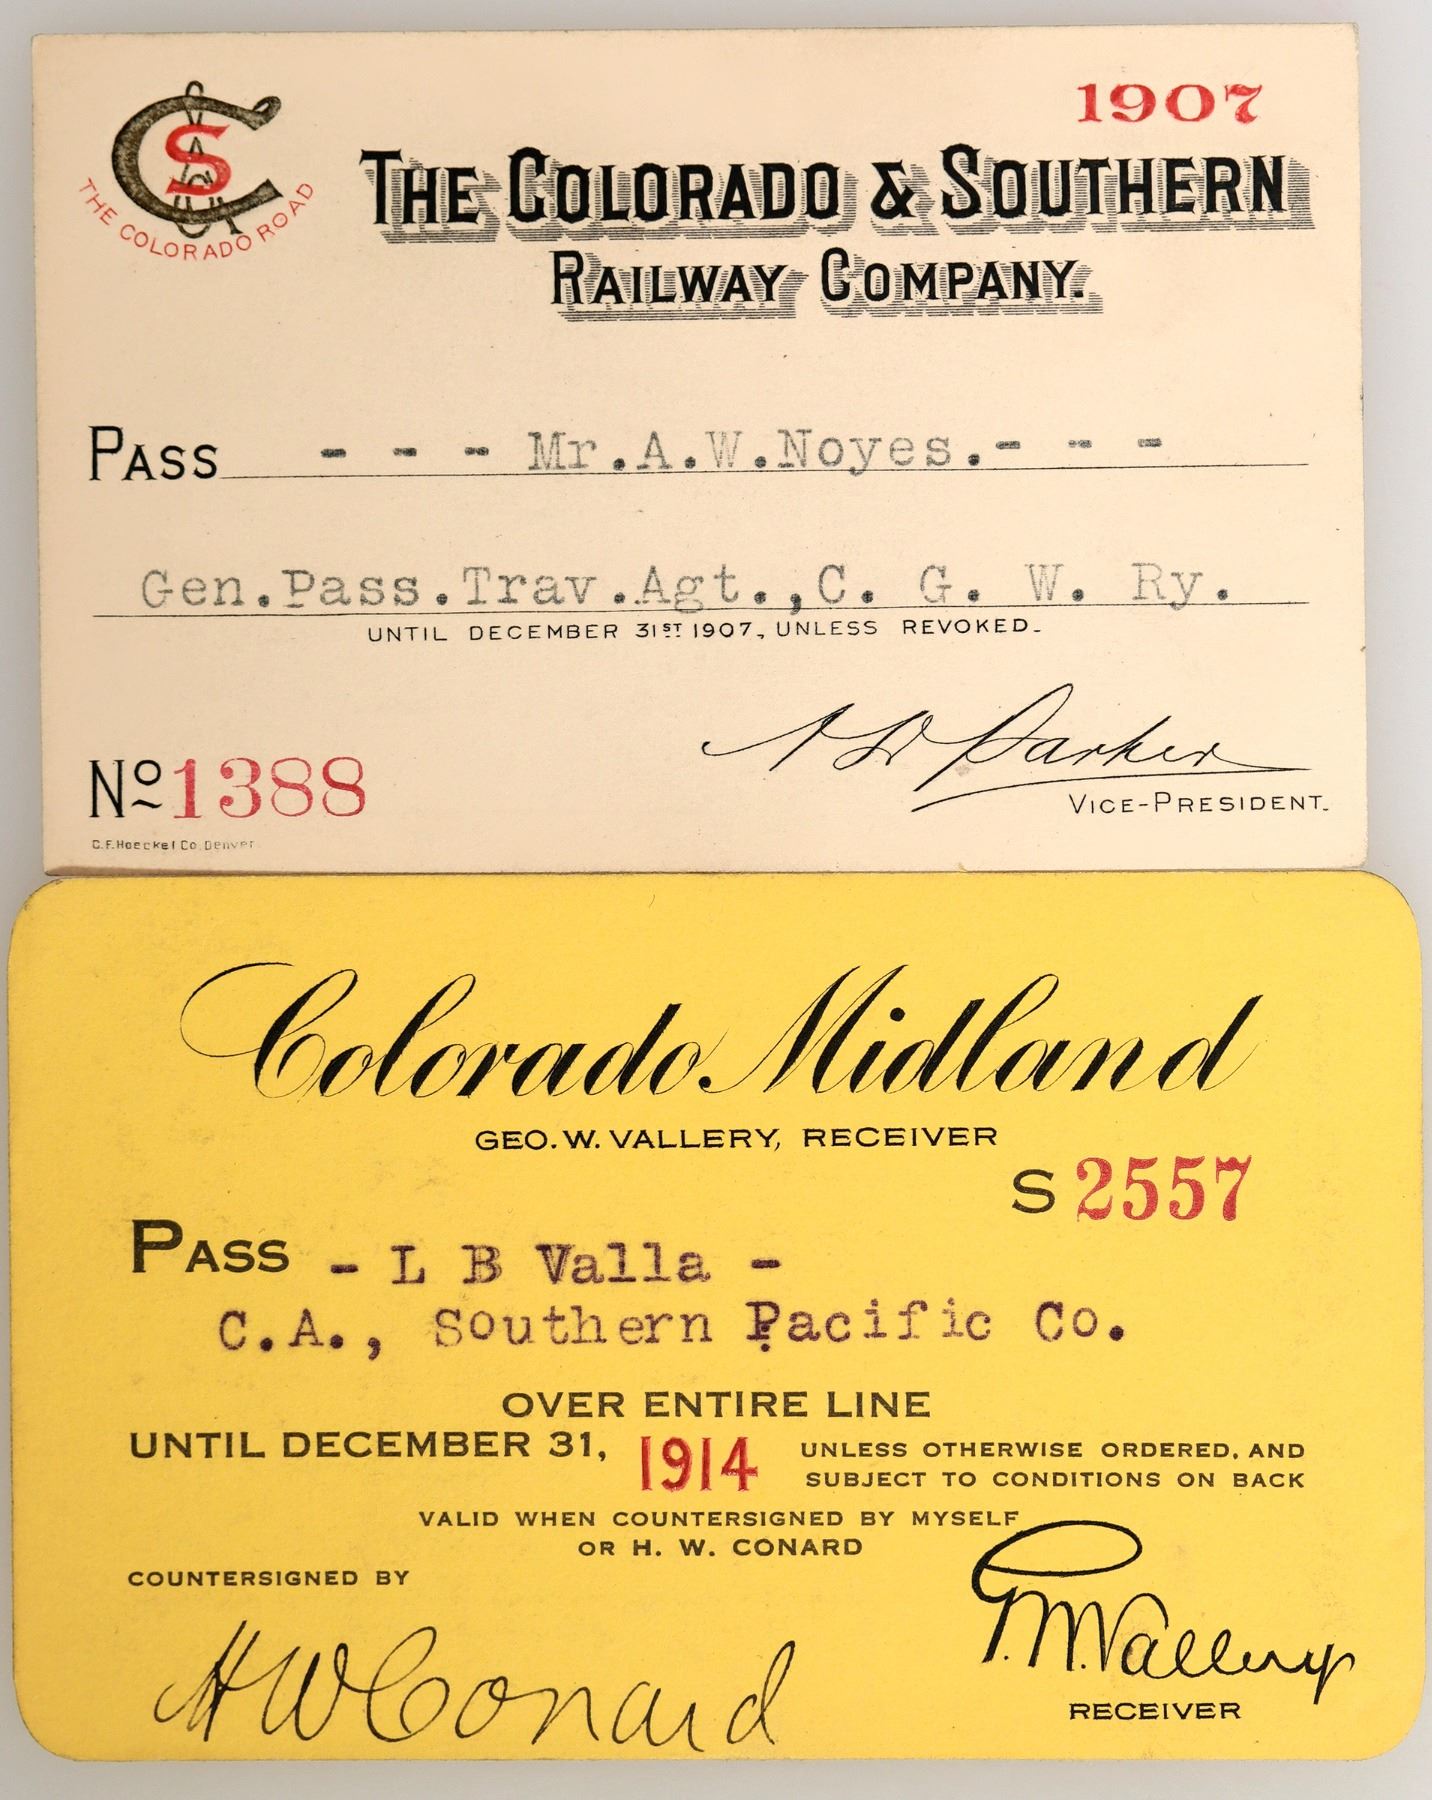 1907
C&S
THE COLORADO ROAD
THE COLORADO & SOUTHERN
RAILWAY COMPANY.
PASS - - - Mr.A.W.Noyes.- - -
Gen.Pass.Trav.Agt.,C. G. W. Ry.
UNTIL DECEMBER 31ST 1907, UNLESS REVOKED.
A D Parker
VICE-PRESIDENT.
No 1388
C.F.Hoeckel Co. Denver.
Colorado Midland
GEO. W. VALLERY, RECEIVER
S 2557
PASS - L B Valla -
C.A., Southern Pacific Co.
OVER ENTIRE LINE
UNTIL DECEMBER 31, 1914 UNLESS OTHERWISE ORDERED, AND
SUBJECT TO CONDITIONS ON BACK
VALID WHEN COUNTERSIGNED BY MYSELF
OR H. W. CONARD
COUNTERSIGNED BY
H W Conard
G.W.Vallery
RECEIVER